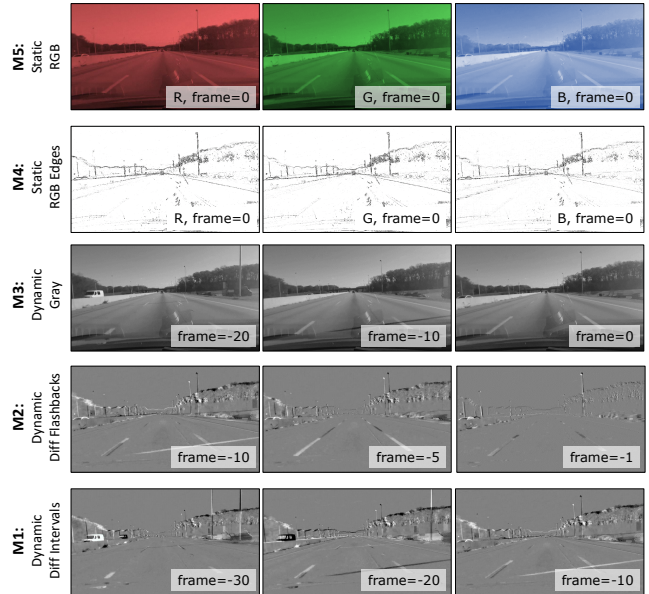 M5:
Static
RGB
R, frame=0
G, frame=0
B, frame=0
M4:
Static
RGB Edges
R, frame=0
G, frame=0
B, frame=0
M3:
Dynamic
Gray
frame=-20
frame=-10
frame=0
M2:
Dynamic
Diff Flashbacks
frame=-10
frame=-5
frame=-1
M1:
Dynamic
Diff Intervals
frame=-30
frame=-20
frame=-10